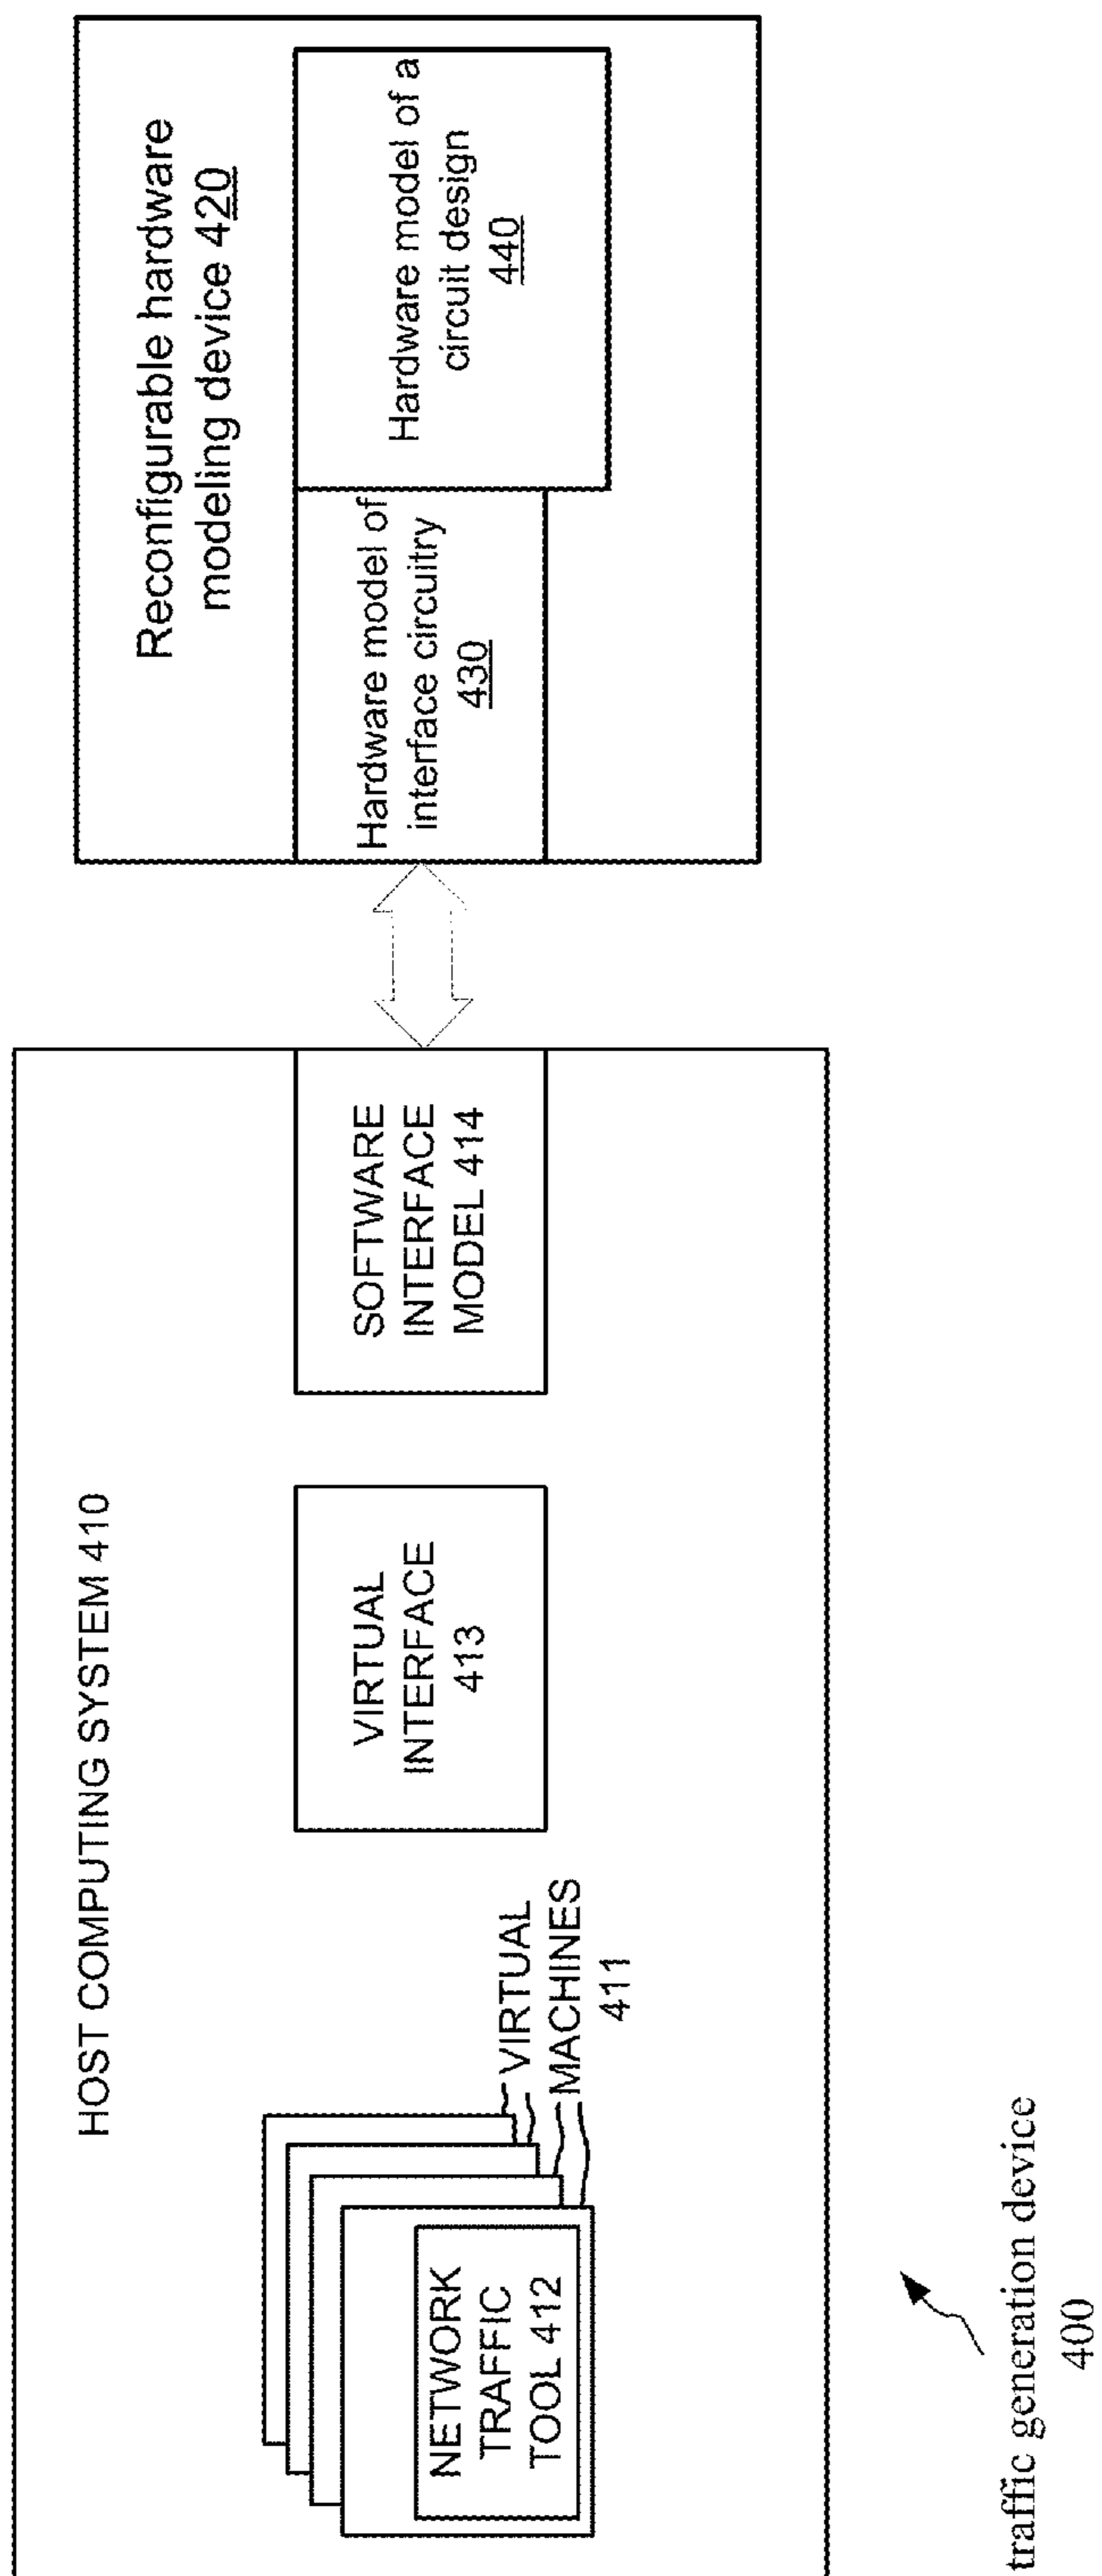 HOST COMPUTING SYSTEM 410
NETWORK
TRAFFIC
TOOL 412
VIRTUAL
MACHINES
411
VIRTUAL
INTERFACE
413
SOFTWARE
INTERFACE
MODEL 414
Reconfigurable hardware
modeling device 420
Hardware model of
interface circuitry
430
Hardware model of a
circuit design
440
traffic generation device
400